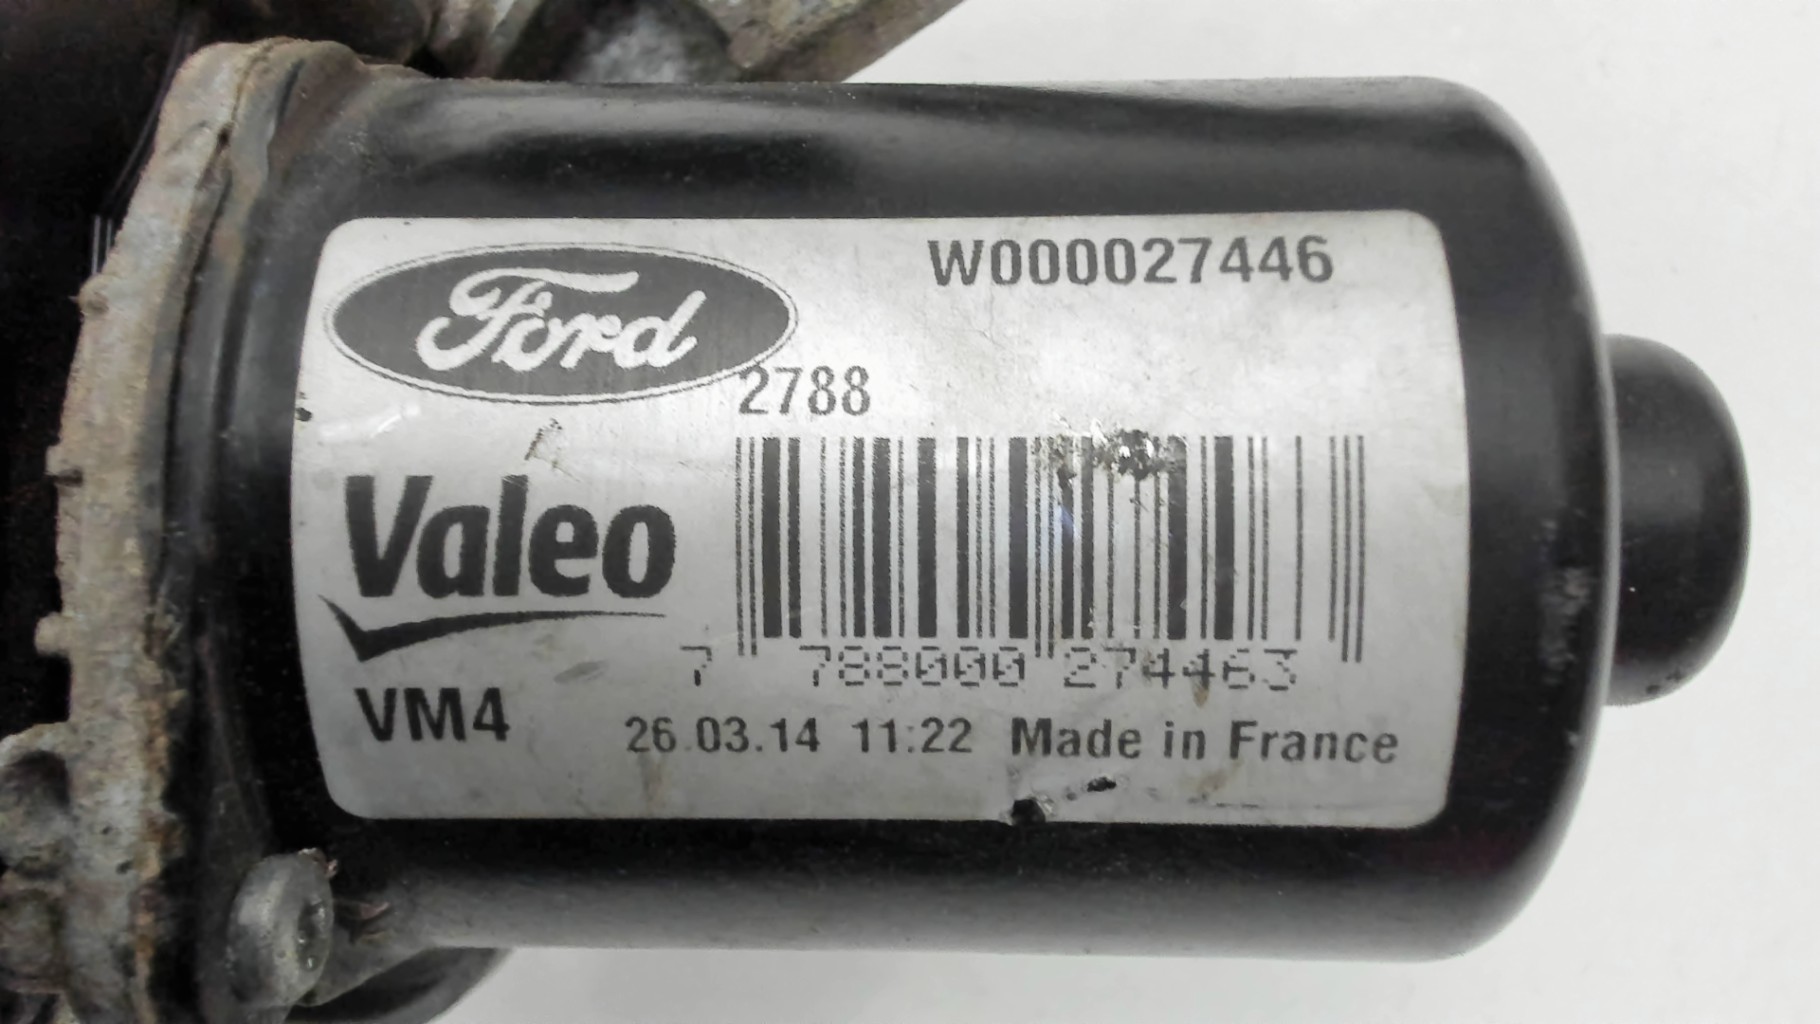 Ford
W000027446
2788
Valeo
7 788000 274463
VM4
26.03.14 11:22 Made in France